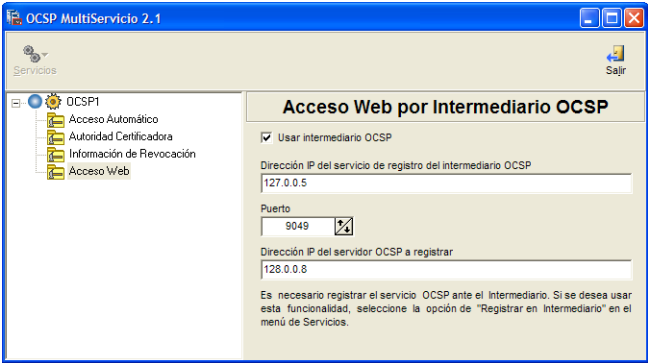 OCSP MultiServicio 2.1
Servicios
Salir
OCSP1
Acceso Automático
Autoridad Certificadora
Información de Revocación
Acceso Web
Acceso Web por Intermediario OCSP
Usar intermediario OCSP
Dirección IP del servicio de registro del intermediario OCSP
127.0.0.5
Puerto
9049
Dirección IP del servidor OCSP a registrar
128.0.0.8
Es necesario registrar el servicio OCSP ante el Intermediario. Si se desea usar
esta funcionalidad, seleccione la opción de "Registrar en Intermediario" en el
menú de Servicios.